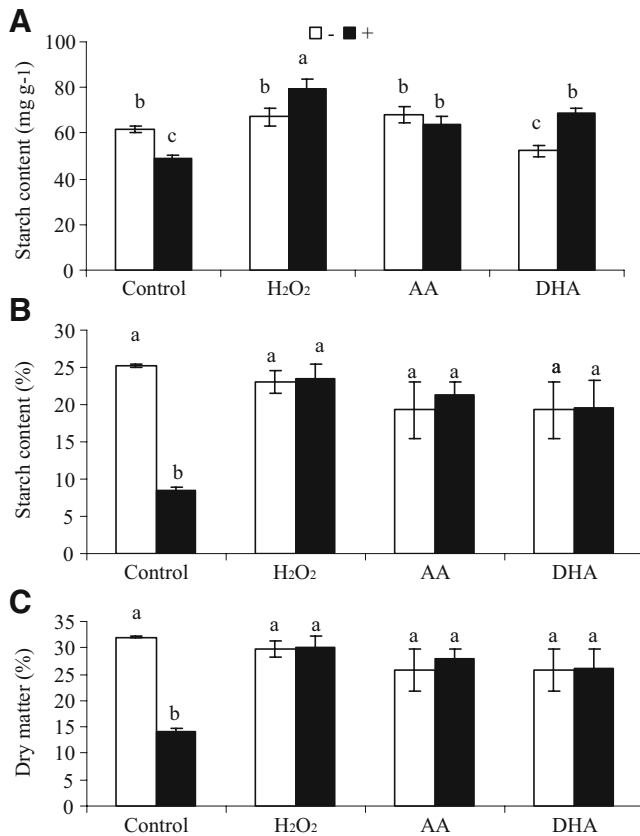 A
- +
Starch content (mg g-1)
100
80
60
40
20
0
b c b a b b c b
Control H₂O₂ AA DHA
B
Starch content (%)
30
25
20
15
10
5
0
a b a a a a a a
Control H₂O₂ AA DHA
C
Dry matter (%)
35
30
25
20
15
10
5
0
a b a a a a a a
Control H₂O₂ AA DHA